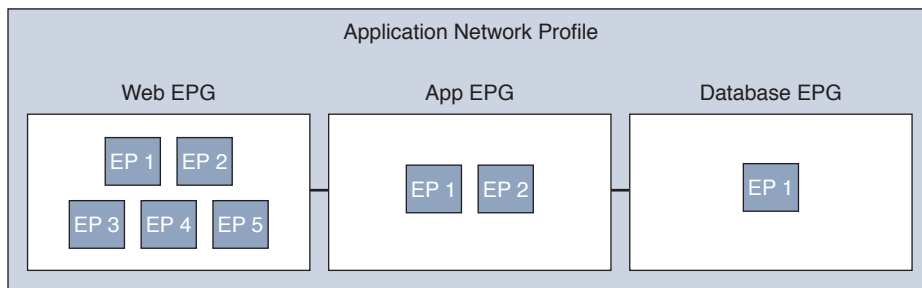 Application Network Profile
Web EPG
App EPG
Database EPG
EP 1
EP 2
EP 3
EP 4
EP 5
EP 1
EP 2
EP 1